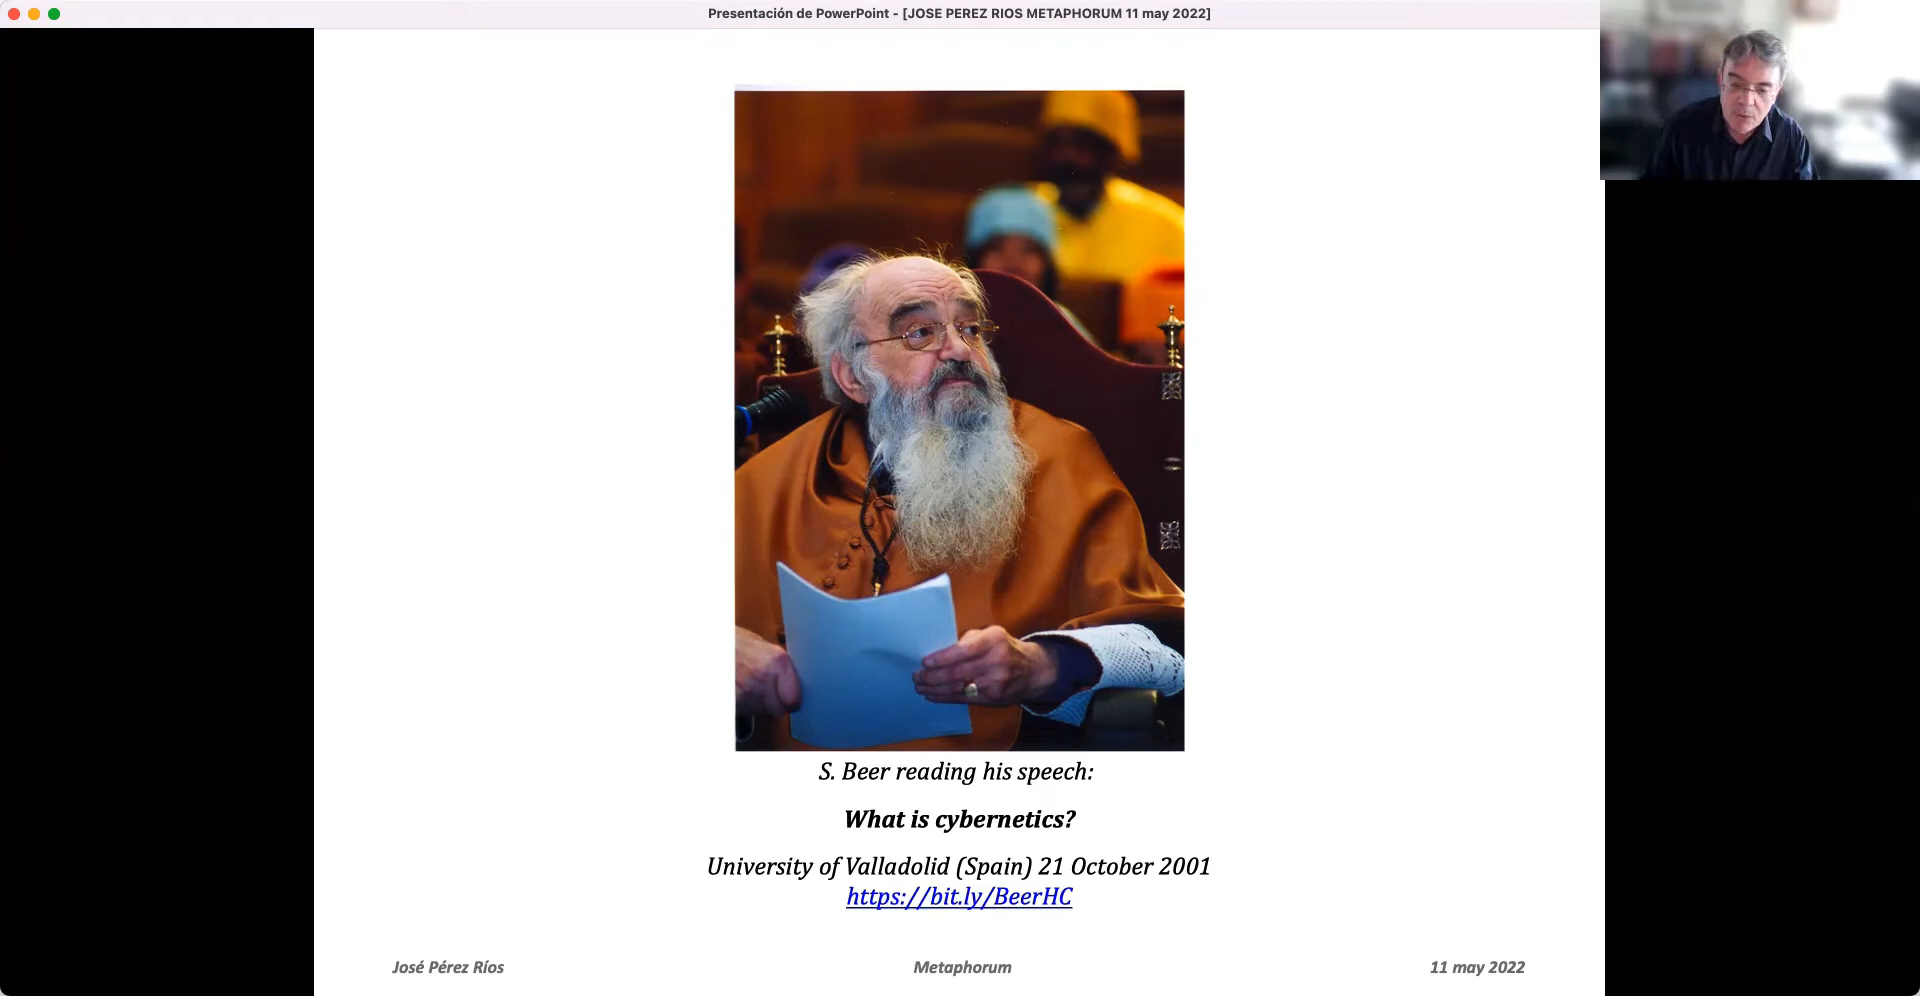 Presentación de PowerPoint - [JOSE PEREZ RIOS METAPHORUM 11 may 2022]
S. Beer reading his speech:
What is cybernetics?
University of Valladolid (Spain) 21 October 2001
https://bit.ly/BeerHC
José Pérez Ríos
Metaphorum
11 may 2022